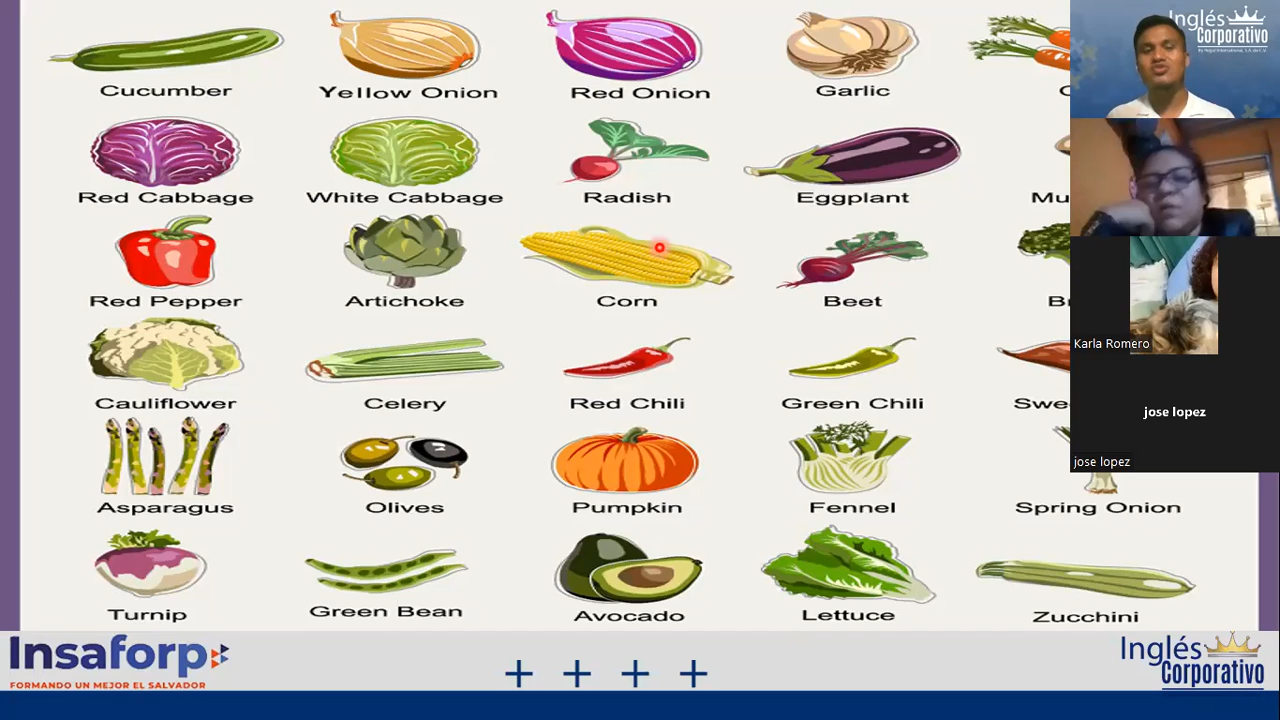 Inglés
Corporativo
Cucumber Yellow Onion Red Onion Garlic
Red Cabbage White Cabbage Radish Eggplant
Red Pepper Artichoke Corn Beet
Karla Romero
Cauliflower Celery Red Chili Green Chili
jose lopez
jose lopez
Asparagus Olives Pumpkin Fennel Spring Onion
Turnip Green Bean Avocado Lettuce Zucchini
Insaforp
FORMANDO UN MEJOR EL SALVADOR
Inglés
Corporativo